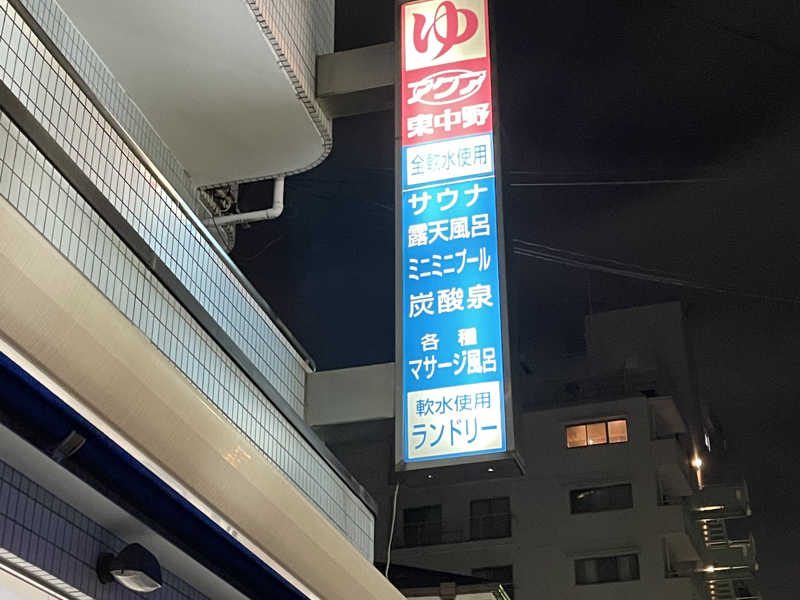 ゆ
アクア
東中野
全軟水使用
サウナ
露天風呂
ミニミニプール
炭酸泉
各種
マサージ風呂
軟水使用
ランドリー